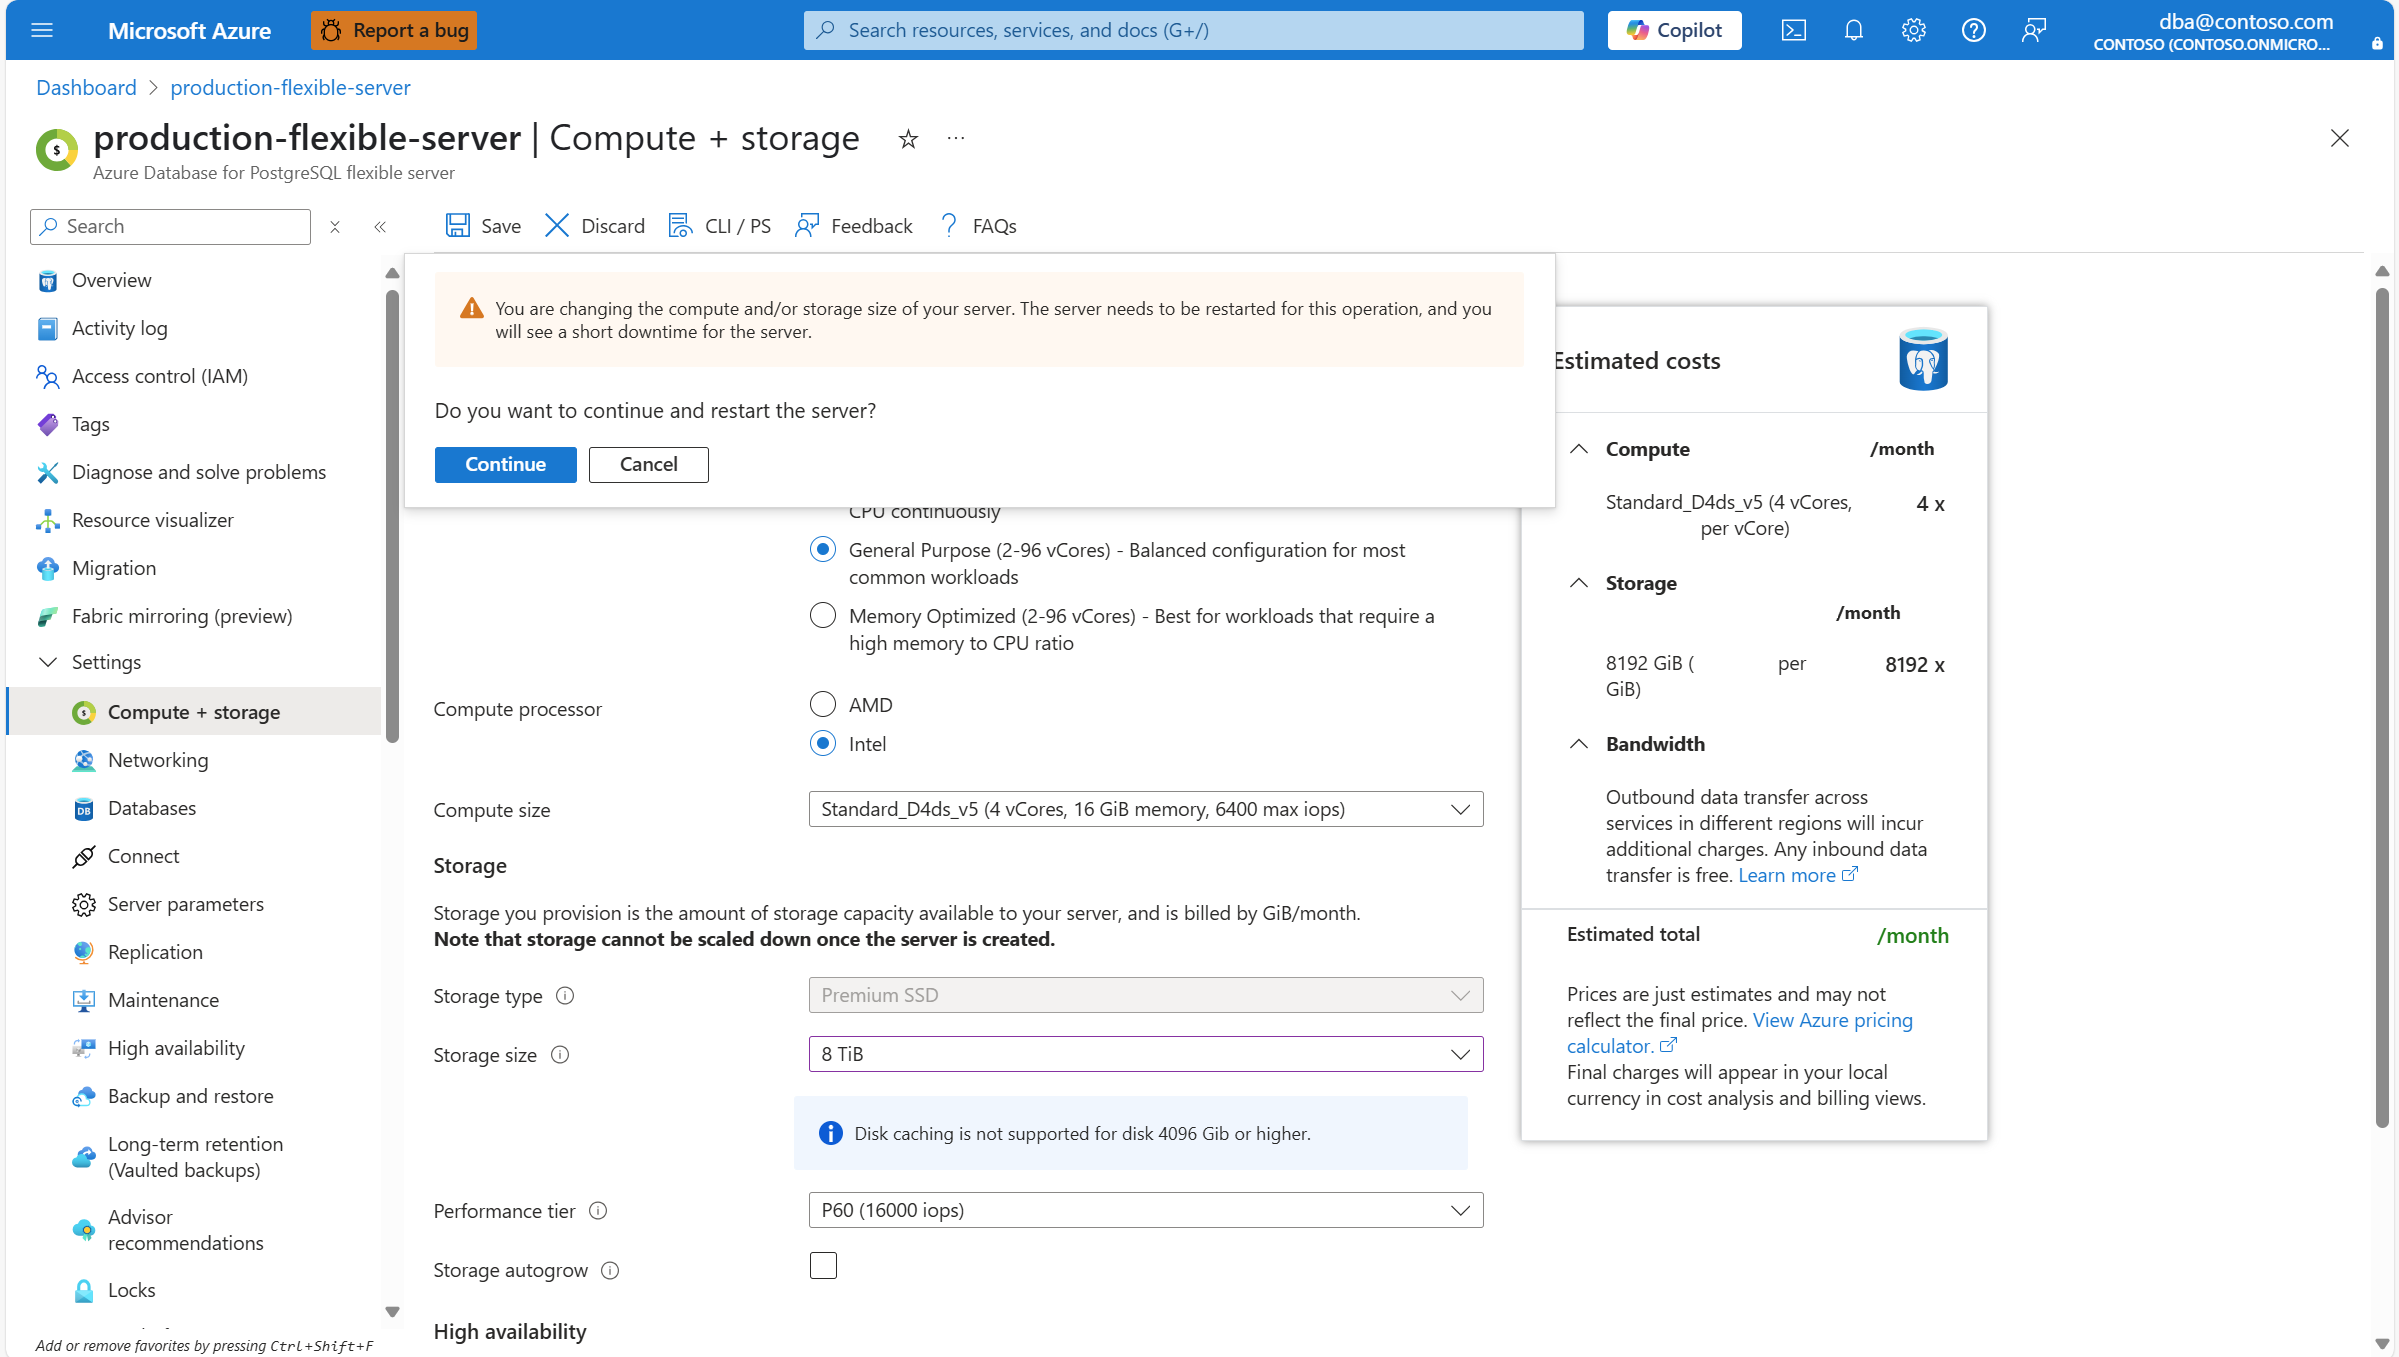 Microsoft Azure
Report a bug
Search resources, services, and docs (G+/)
Copilot
dba@contoso.com
CONTOSO (CONTOSO.ONMICRO...
Dashboard
production-flexible-server
production-flexible-server | Compute + storage
Azure Database for PostgreSQL flexible server
Search
Save
Discard
CLI / PS
Feedback
FAQs
Overview
Activity log
Access control (IAM)
Tags
Diagnose and solve problems
Resource visualizer
Migration
Fabric mirroring (preview)
Settings
Compute + storage
Networking
Databases
Connect
Server parameters
Replication
Maintenance
High availability
Backup and restore
Long-term retention
(Vaulted backups)
Advisor
recommendations
Locks
Add or remove favorites by pressing Ctrl+Shift+F
You are changing the compute and/or storage size of your server. The server needs to be restarted for this operation, and you
will see a short downtime for the server.
Do you want to continue and restart the server?
Continue
Cancel
CPU continuously
General Purpose (2-96 vCores) - Balanced configuration for most
common workloads
Memory Optimized (2-96 vCores) - Best for workloads that require a
high memory to CPU ratio
Compute processor
AMD
Intel
Compute size
Standard_D4ds_v5 (4 vCores, 16 GiB memory, 6400 max iops)
Storage
Storage you provision is the amount of storage capacity available to your server, and is billed by GiB/month.
Note that storage cannot be scaled down once the server is created.
Storage type
Premium SSD
Storage size
8 TiB
Disk caching is not supported for disk 4096 Gib or higher.
Performance tier
P60 (16000 iops)
Storage autogrow
High availability
Estimated costs
Compute
/month
Standard_D4ds_v5 (4 vCores,
per vCore)
4 x
Storage
/month
8192 GiB (
per
GiB)
8192 x
Bandwidth
Outbound data transfer across
services in different regions will incur
additional charges. Any inbound data
transfer is free. Learn more
Estimated total
/month
Prices are just estimates and may not
reflect the final price. View Azure pricing
calculator.
Final charges will appear in your local
currency in cost analysis and billing views.